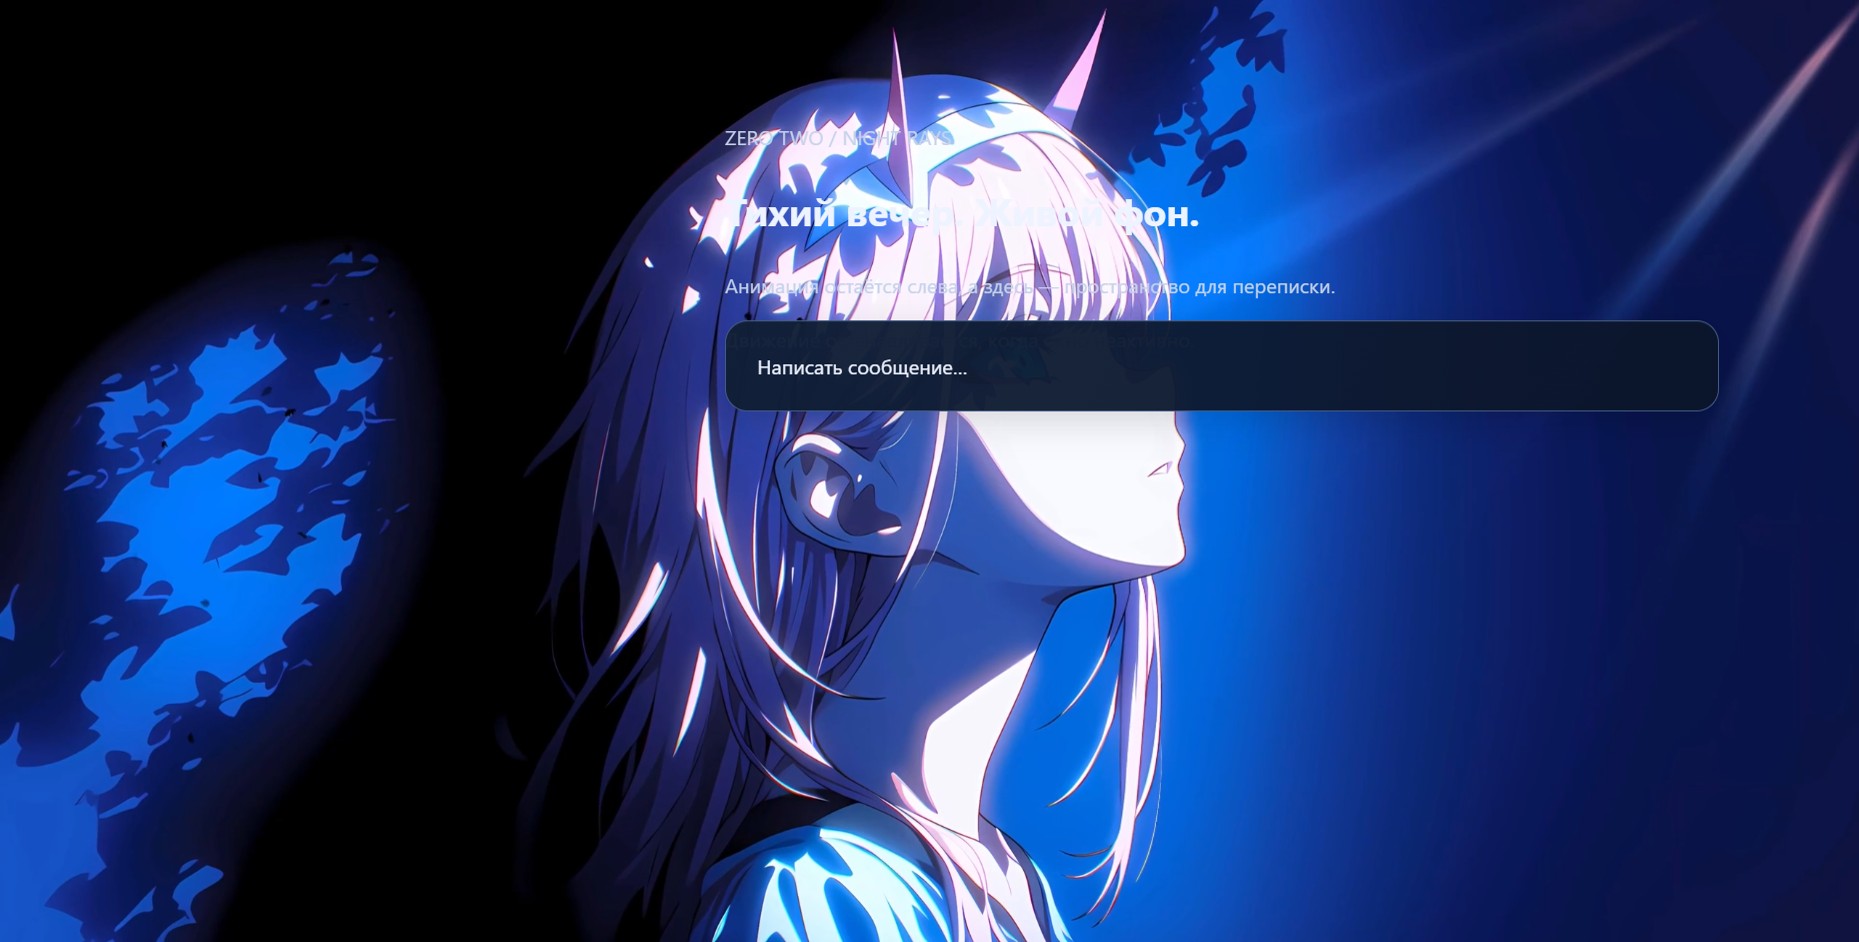 ZERO TWO / NIGHT RAYS
Тихий вечер. Живой фон.
Анимация остаётся слева, а здесь — пространство для переписки.
Написать сообщение...